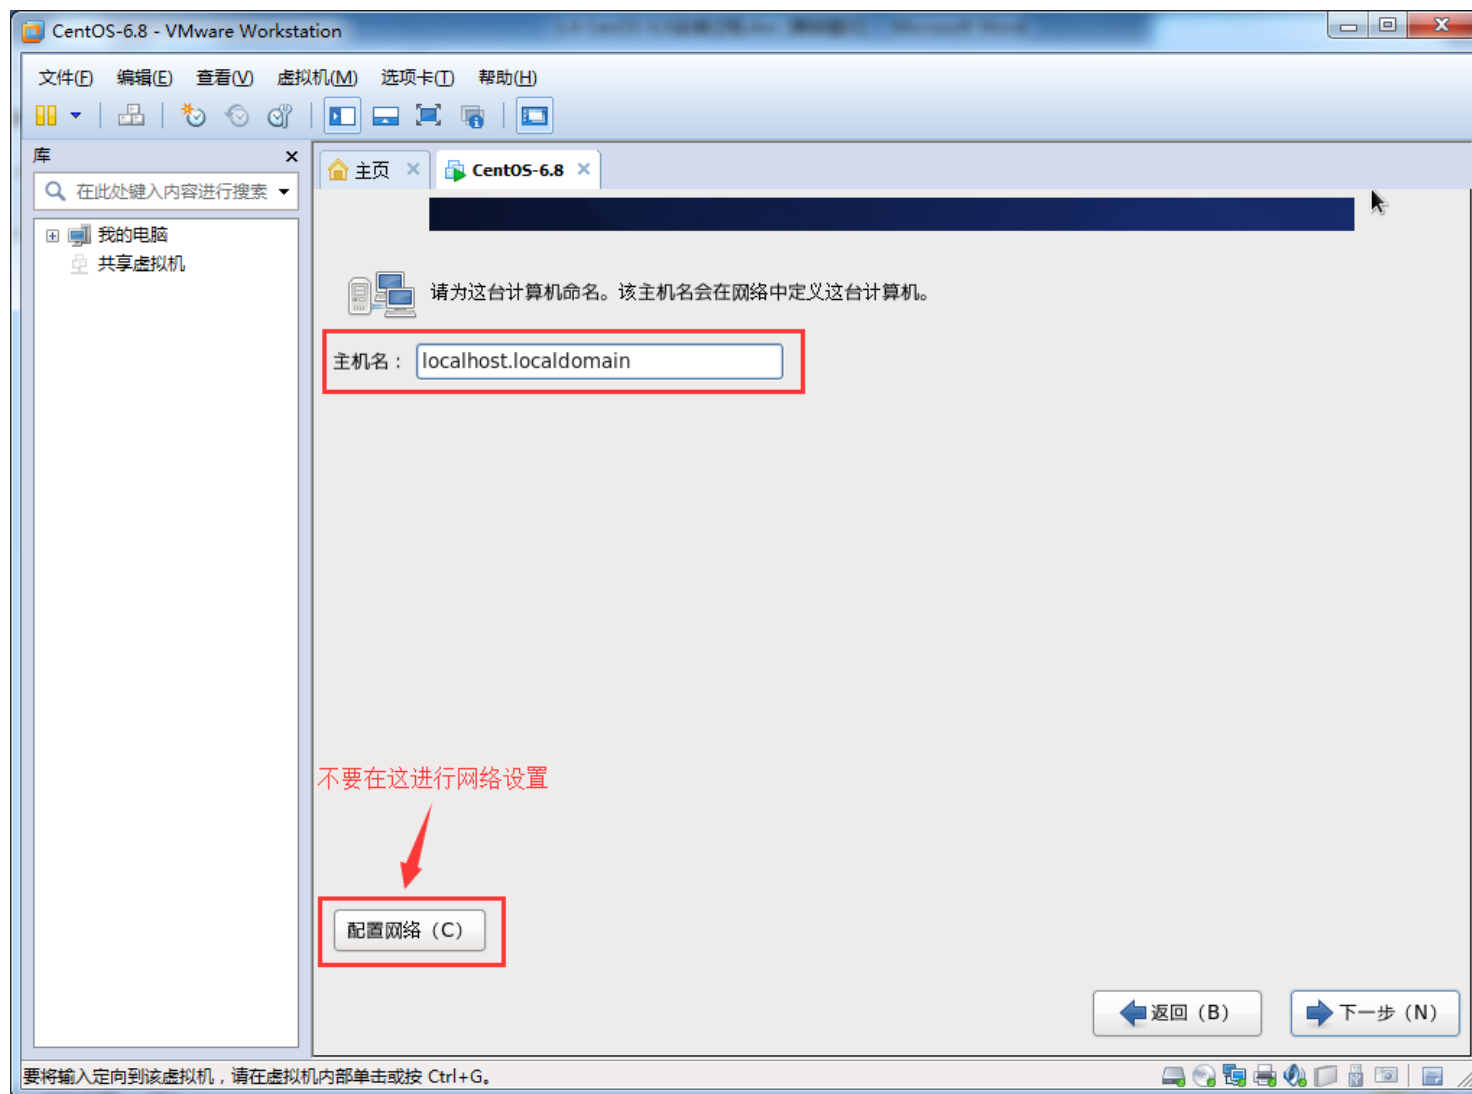 CentOS-6.8 - VMware Workstation
文件(F) 编辑(E) 查看(V) 虚拟机(M) 选项卡(T) 帮助(H)
库
主页
CentOS-6.8
在此处键入内容进行搜索
我的电脑
共享虚拟机
请为这台计算机命名。该主机名会在网络中定义这台计算机。
主机名：
localhost.localdomain
不要在这进行网络设置
配置网络（C）
返回（B）
下一步（N）
要将输入定向到该虚拟机，请在虚拟机内部单击或按 Ctrl+G。